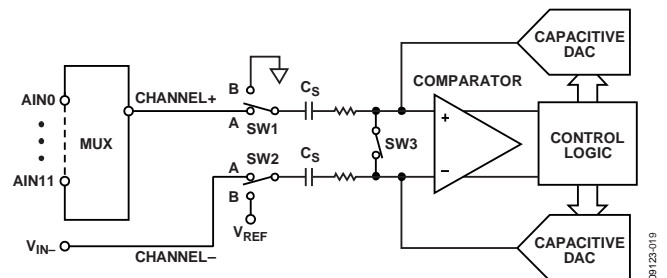 CAPACITIVE
DAC
B
COMPARATOR
AIN0
CHANNEL+
CS
A
SW1
+
MUX
SW3
CONTROL
LOGIC
A
SW2
CS
AIN11
B
–
VREF
VIN–
CHANNEL–
CAPACITIVE
DAC
09123-019